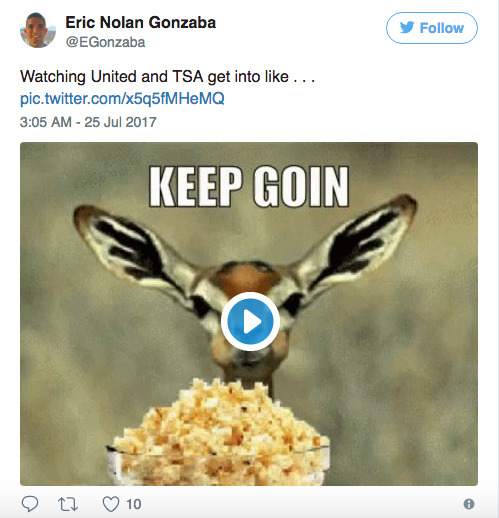 Eric Nolan Gonzaba
@EGonzaba
Follow
Watching United and TSA get into like . . .
pic.twitter.com/x5q5fMHeMQ
3:05 AM - 25 Jul 2017
KEEP GOIN
10